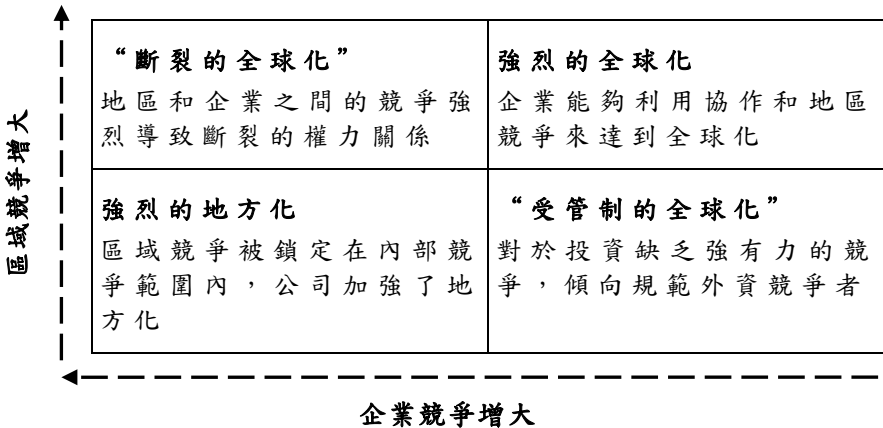 “斷裂的全球化”
地區和企業之間的競爭強
烈導致斷裂的權力關係
強烈的全球化
企業能夠利用協作和地區
競爭來達到全球化
區域競爭增大
強烈的地方化
區域競爭被鎖定在內部競
爭範圍內，公司加強了地
方化
“受管制的全球化”
對於投資缺乏強有力的競
爭，傾向規範外資競爭者
企業競爭增大